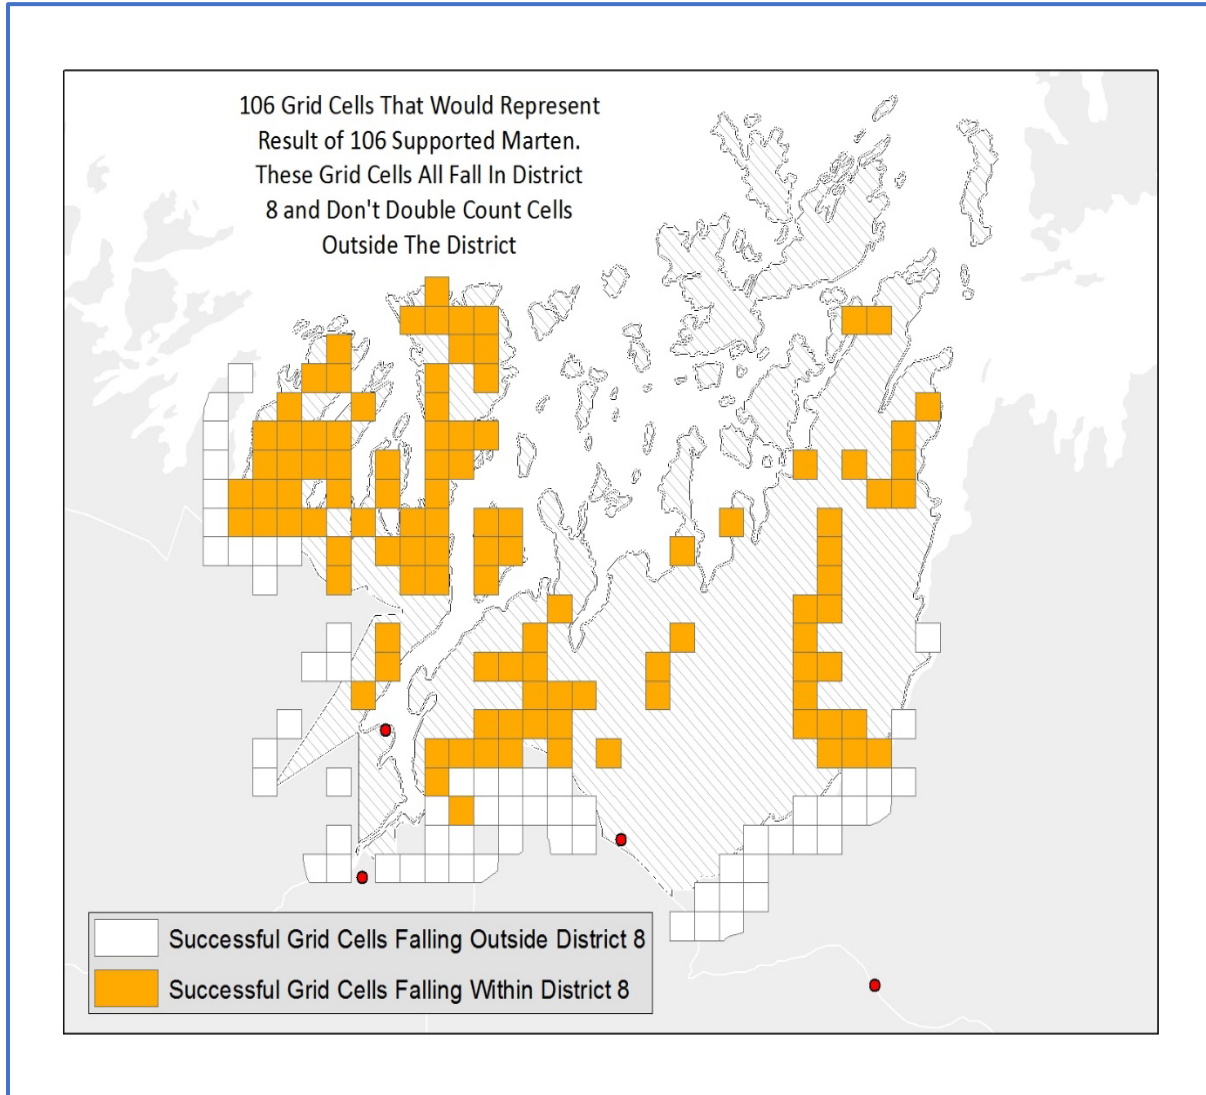 106 Grid Cells That Would Represent
Result of 106 Supported Marten.
These Grid Cells All Fall In District
8 and Don't Double Count Cells
Outside The District
Successful Grid Cells Falling Outside District 8
Successful Grid Cells Falling Within District 8